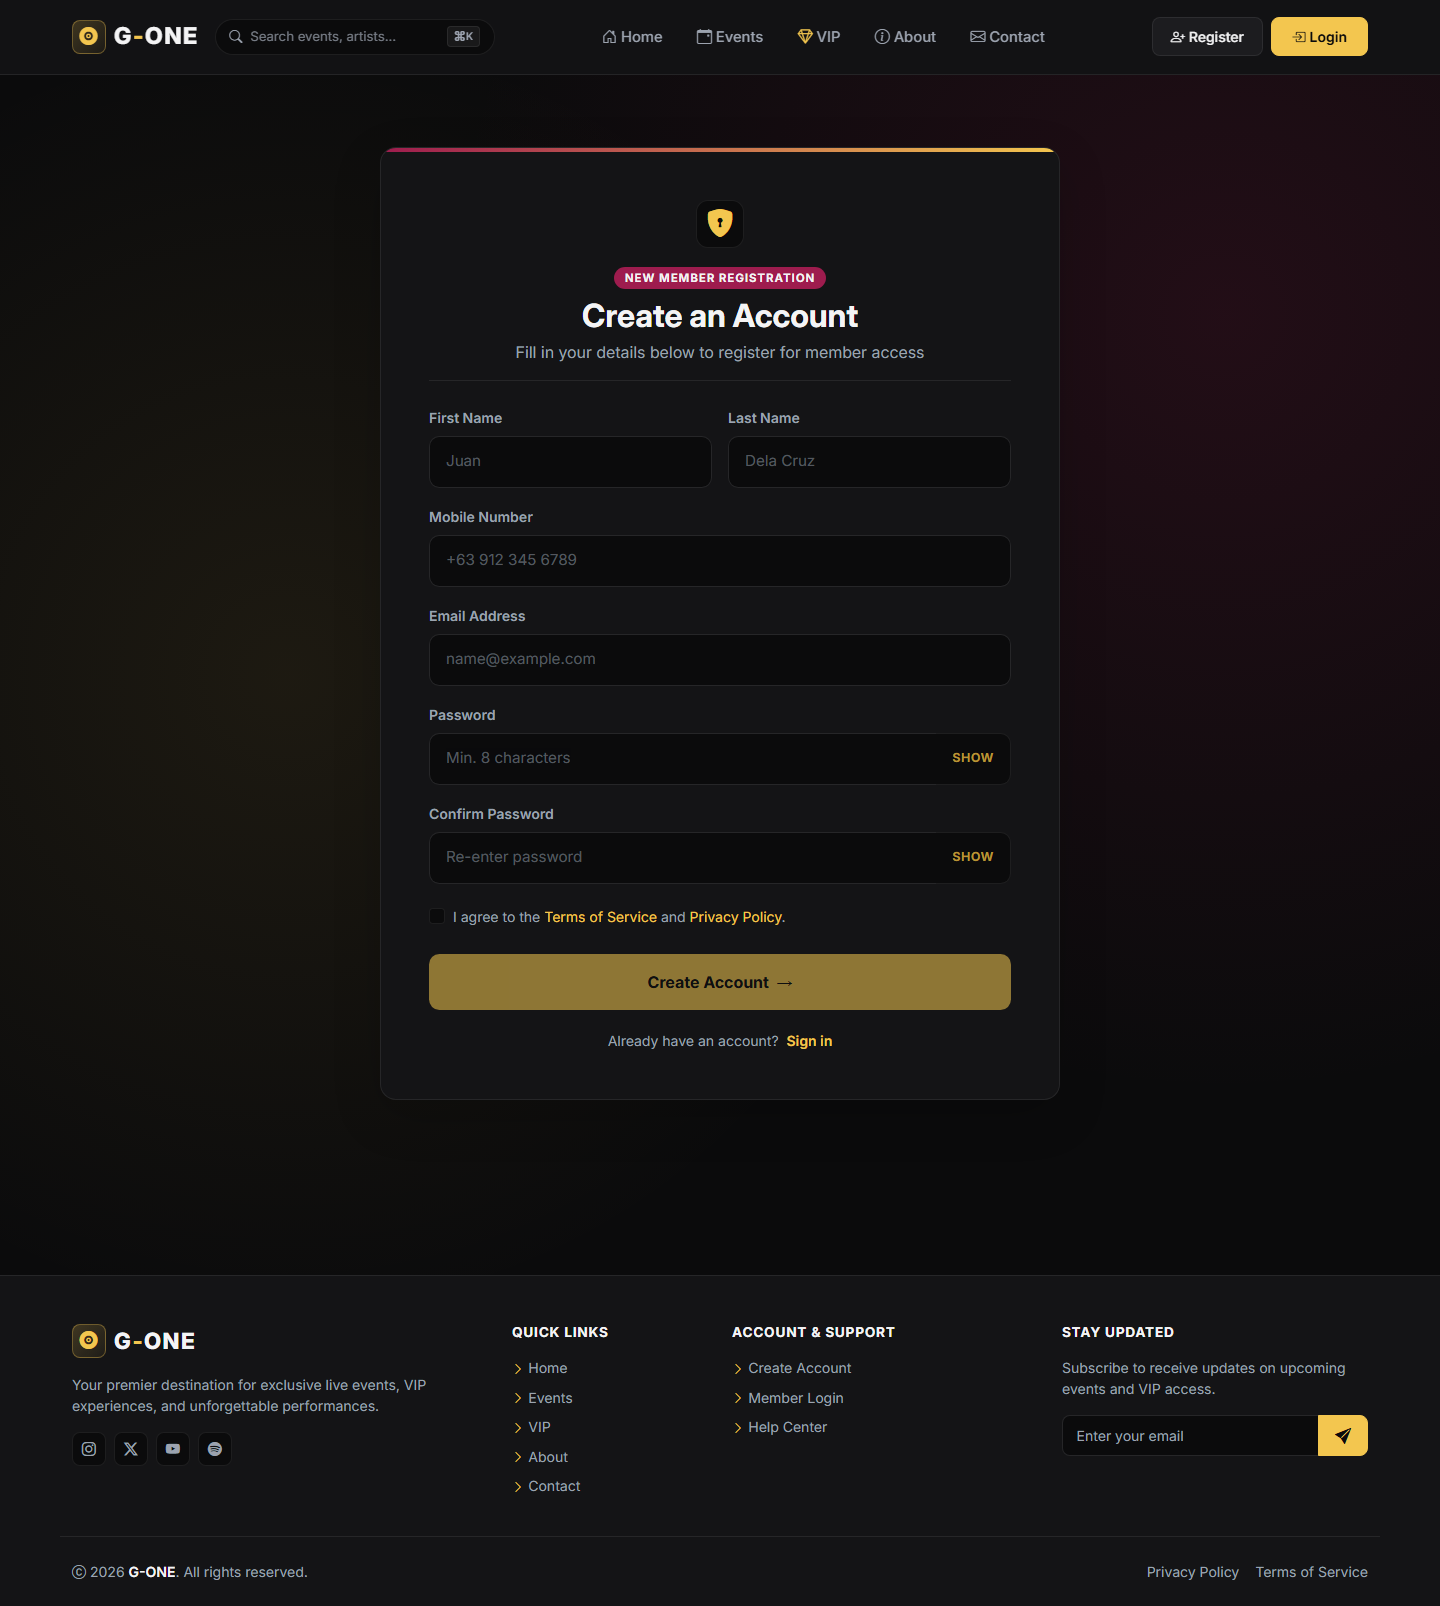 G-ONE
Search events, artists...
⌘K
Home
Events
VIP
About
Contact
Register
Login
NEW MEMBER REGISTRATION
Create an Account
Fill in your details below to register for member access
First Name
Last Name
Juan
Dela Cruz
Mobile Number
+63 912 345 6789
Email Address
name@example.com
Password
Min. 8 characters
SHOW
Confirm Password
Re-enter password
SHOW
I agree to the Terms of Service and Privacy Policy.
Create Account →
Already have an account? Sign in
G-ONE
Your premier destination for exclusive live events, VIP
experiences, and unforgettable performances.
QUICK LINKS
Home
Events
VIP
About
Contact
ACCOUNT & SUPPORT
Create Account
Member Login
Help Center
STAY UPDATED
Subscribe to receive updates on upcoming
events and VIP access.
Enter your email
© 2026 G-ONE. All rights reserved.
Privacy Policy
Terms of Service